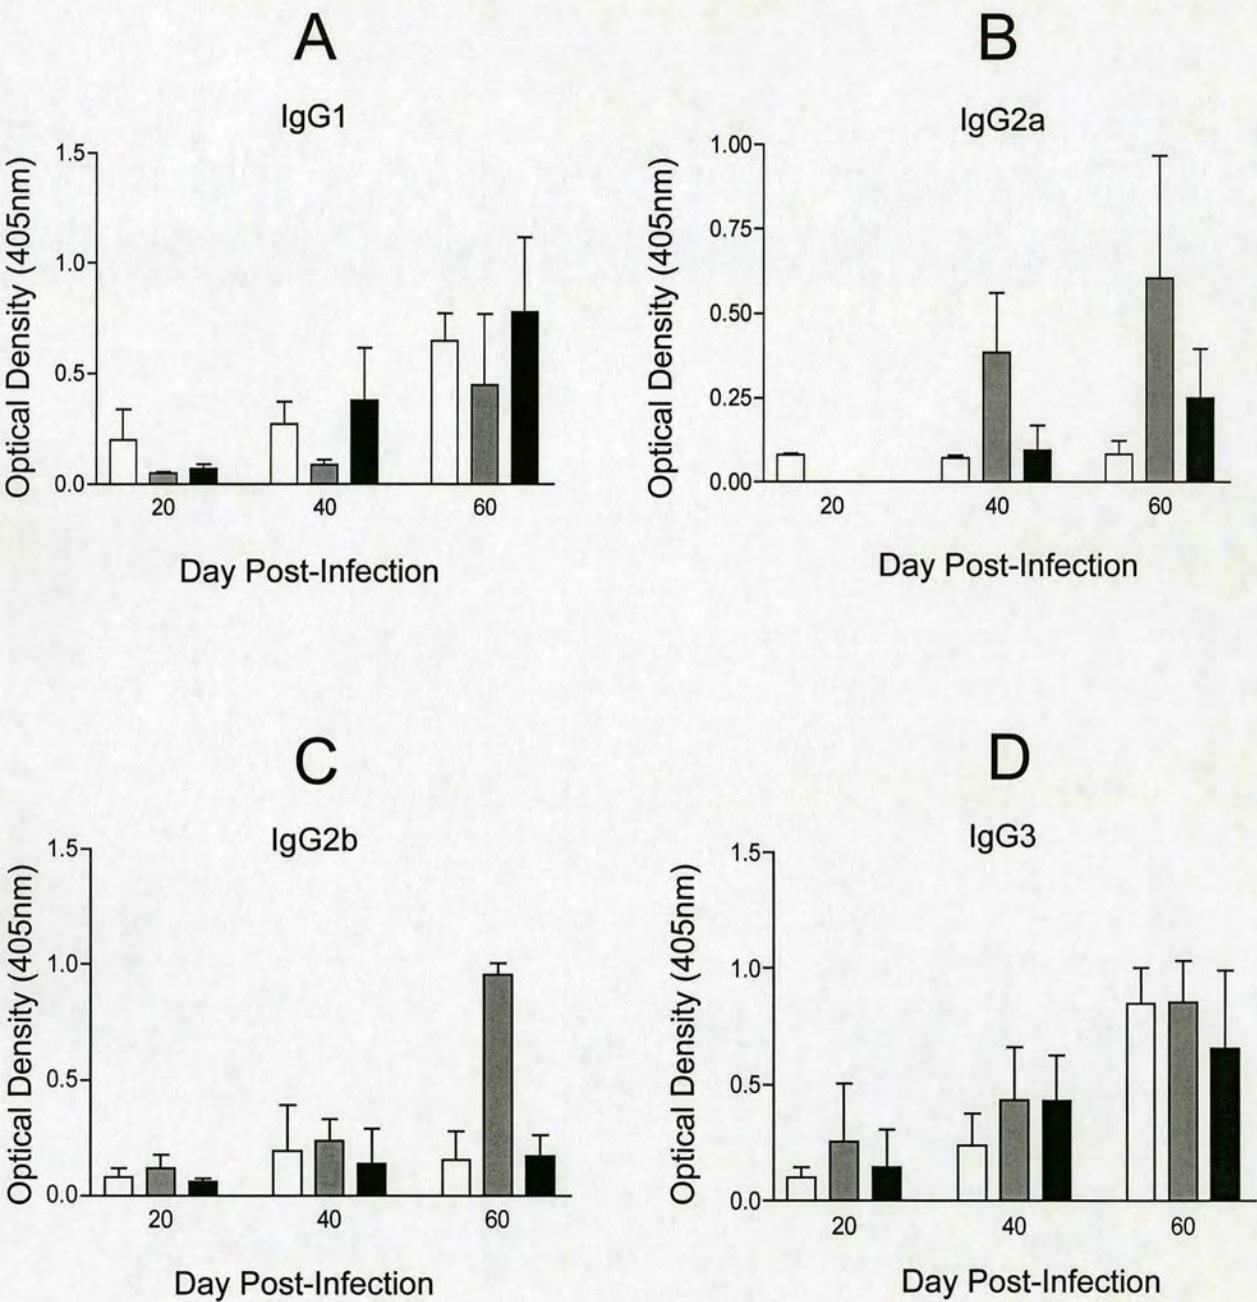 A
IgG1
Optical Density (405nm)
1.5
1.0
0.5
0.0
20 40 60
Day Post-Infection
B
IgG2a
Optical Density (405nm)
1.00
0.75
0.50
0.25
0.00
20 40 60
Day Post-Infection
C
IgG2b
Optical Density (405nm)
1.5
1.0
0.5
0.0
20 40 60
Day Post-Infection
D
IgG3
Optical Density (405nm)
1.5
1.0
0.5
0.0
20 40 60
Day Post-Infection